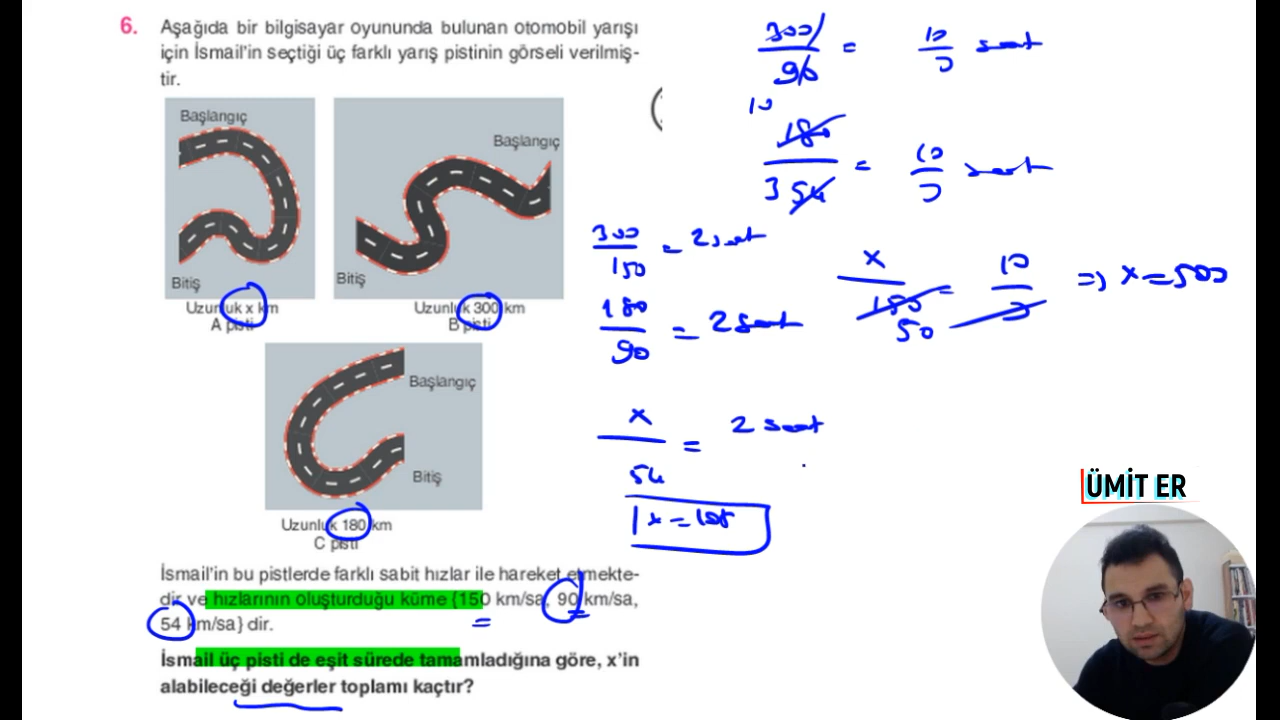 6. Aşağıda bir bilgisayar oyununda bulunan otomobil yarışı
için İsmail'in seçtiği üç farklı yarış pistinin görseli verilmiş-
tir.
Başlangıç
Bitiş
Uzunluk x km
A pisti
Başlangıç
Bitiş
Uzunluk 300 km
B pisti
Başlangıç
Bitiş
Uzunluk 180 km
C pisti
İsmail'in bu pistlerde farklı sabit hızlar ile hareket etmekte-
dir ve hızlarının oluşturduğu küme {150 km/sa, 90 km/sa,
54 km/sa} dir.
İsmail üç pisti de eşit sürede tamamladığına göre, x'in
alabileceği değerler toplamı kaçtır?
300/90 = 10/3 saat
10
180/54 = 10/3 saat
3
300/150 = 2 saat
180/90 = 2 saat
x/150 = 10/3 => x=500
50
x/54 = 2 saat
x=108
ÜMİT ER